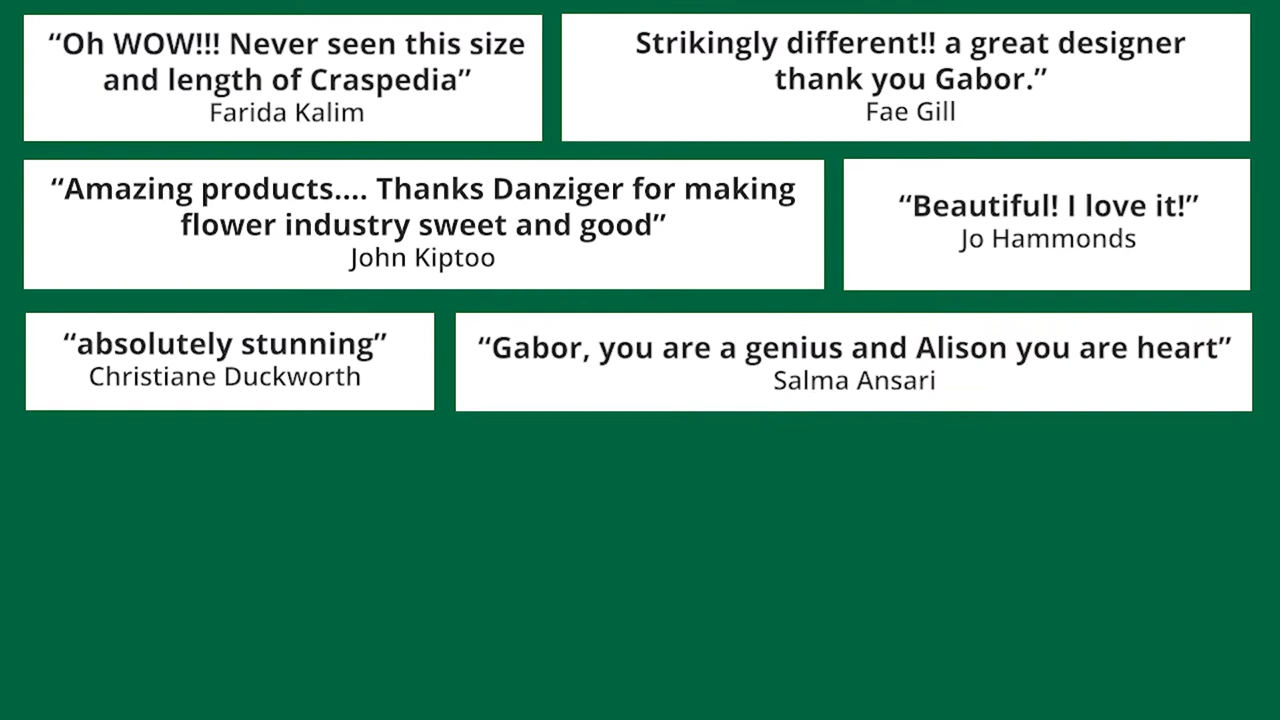 “Oh WOW!!! Never seen this size
and length of Craspedia”
Farida Kalim
Strikingly different!! a great designer
thank you Gabor.”
Fae Gill
“Amazing products.... Thanks Danziger for making
flower industry sweet and good”
John Kiptoo
“Beautiful! I love it!”
Jo Hammonds
“absolutely stunning”
Christiane Duckworth
“Gabor, you are a genius and Alison you are heart”
Salma Ansari